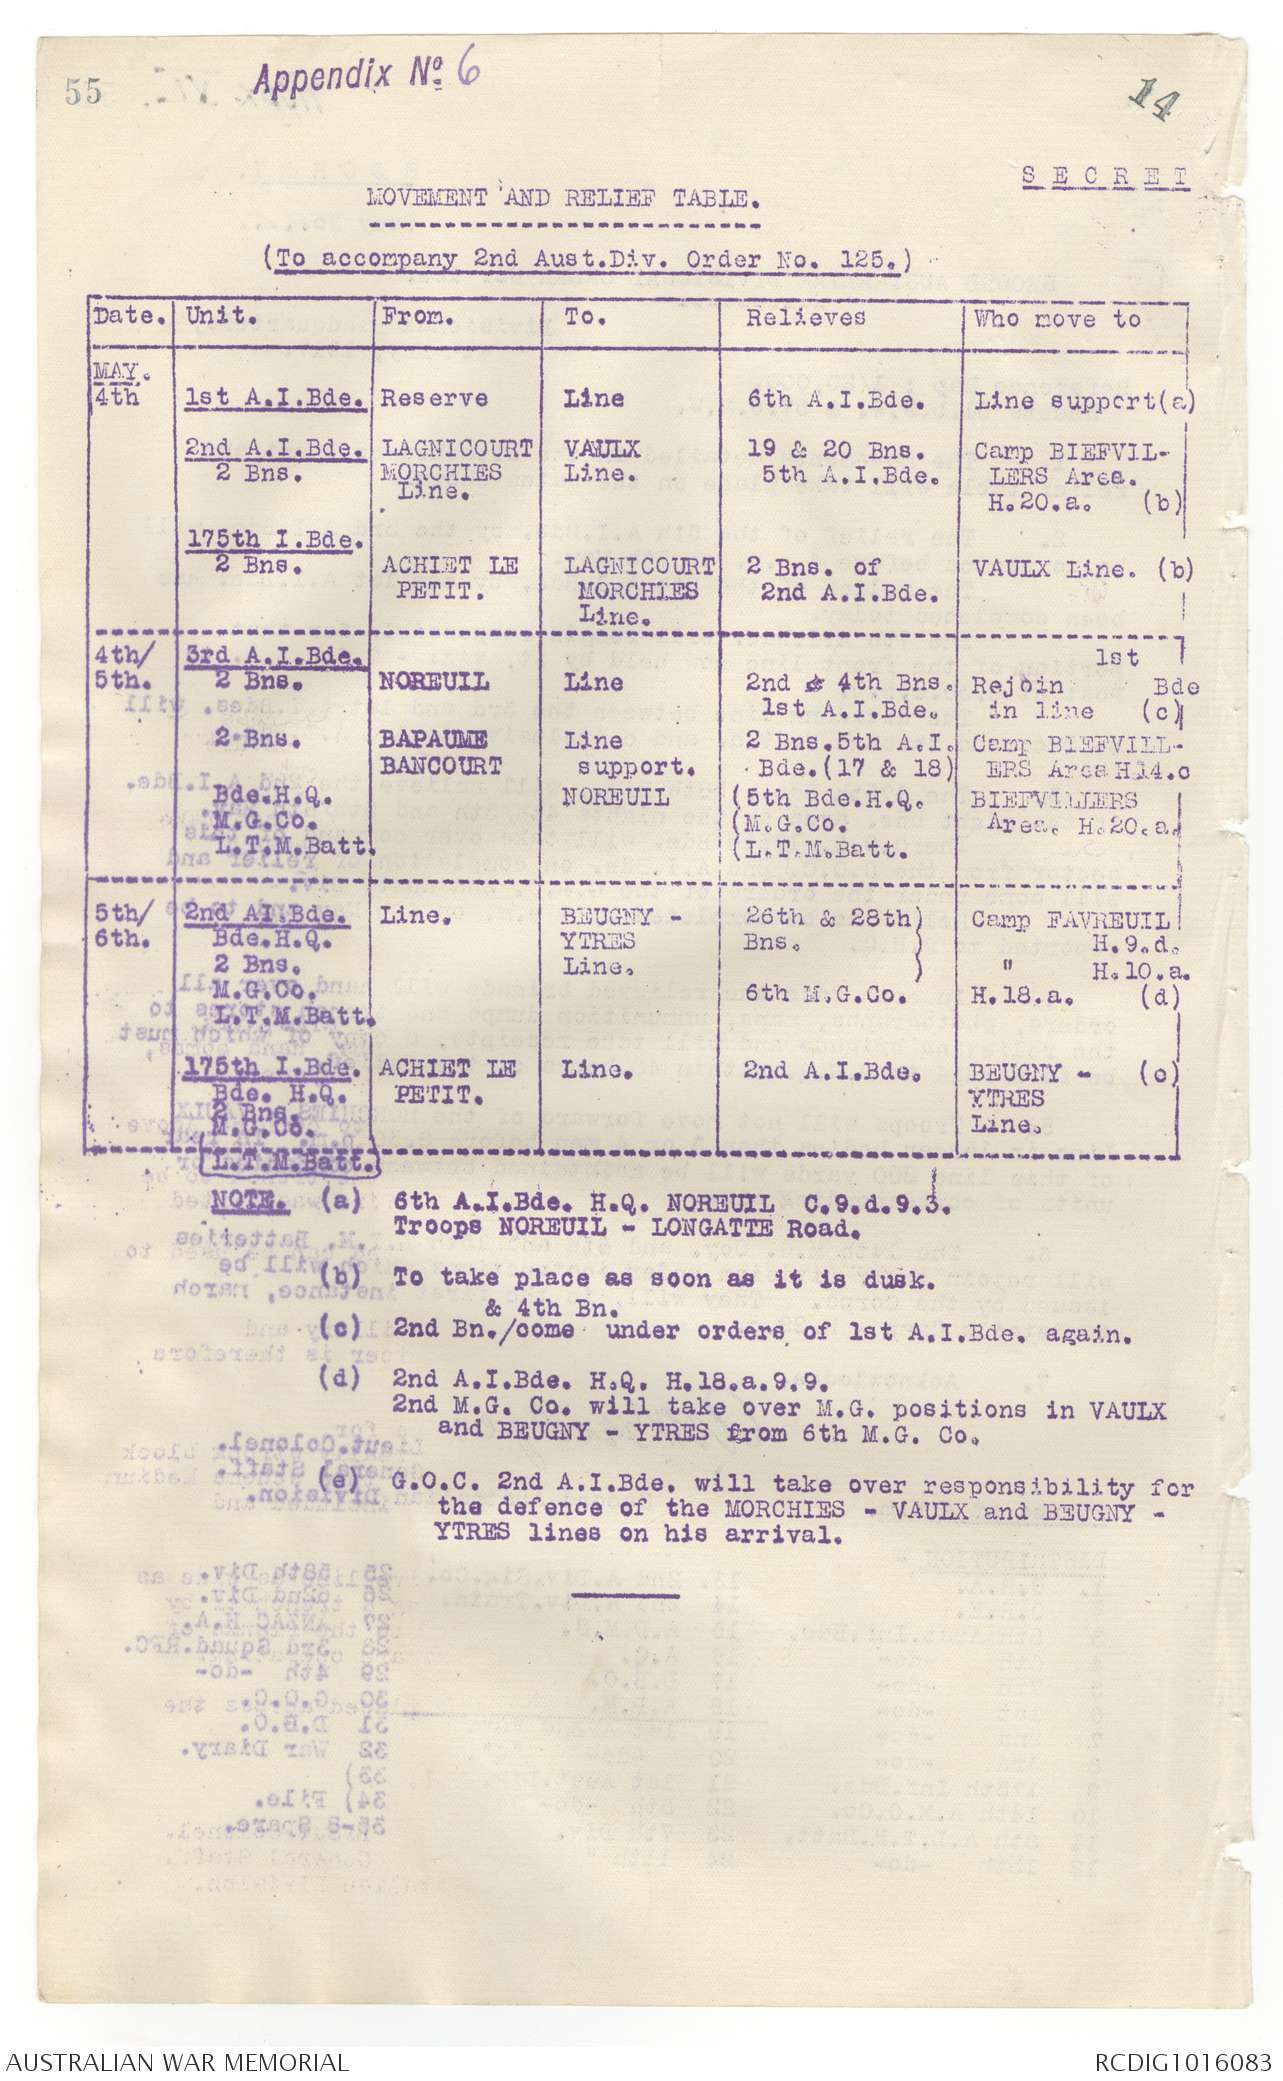 55
Appendix No. 6
14
SECRET
MOVEMENT AND RELIEF TABLE.
(To accompany 2nd Aust.Div. Order No. 125.)
Date. Unit. From. To. Relieves Who move to
MAY.
4th 1st A.I.Bde. Reserve Line 6th A.I.Bde. Line support(a)
2nd A.I.Bde. LAGNICOURT VAULX 19 & 20 Bns. Camp BIEFVIL-
2 Bns. MORCHIES Line. 5th A.I.Bde. LERS Area.
Line. H.20.a. (b)
175th I.Bde.
2 Bns. ACHIET LE LAGNICOURT 2 Bns. of VAULX Line. (b)
PETIT. MORCHIES 2nd A.I.Bde.
Line.
4th/ 3rd A.I.Bde. 1st
5th. 2 Bns. NOREUIL Line 2nd & 4th Bns. Rejoin Bde
1st A.I.Bde. in line (c)
2 Bns. BAPAUME Line 2 Bns.5th A.I. Camp BIEFVILL-
BANCOURT support. Bde.(17 & 18) ERS Area H14.c
Bde.H.Q. NOREUIL (5th Bde.H.Q. BIEFVILLERS
M.G.Co. (M.G.Co. Area. H.20.a.
L.T.M.Batt. (L.T.M.Batt.
5th/ 2nd AI.Bde. Line. BEUGNY - 26th & 28th) Camp FAVREUIL
6th. Bde.H.Q. YTRES Bns. H.9.d.
2 Bns. Line. ) " H.10.a.
M.G.Co. 6th M.G.Co. H.18.a. (d)
L.T.M.Batt.
175th I.Bde. ACHIET LE Line. 2nd A.I.Bde. BEUGNY - (e)
Bde. H.Q. PETIT. YTRES
2 Bns. Line.
M.G.Co.
L.T.M.Batt.
NOTE. (a) 6th A.I.Bde. H.Q. NOREUIL C.9.d.9.3.
Troops NOREUIL - LONGATTE Road.
(b) To take place as soon as it is dusk.
& 4th Bn.
(c) 2nd Bn./come under orders of 1st A.I.Bde. again.
(d) 2nd A.I.Bde. H.Q. H.18.a.9.9.
2nd M.G. Co. will take over M.G. positions in VAULX
and BEUGNY - YTRES from 6th M.G. Co.
(e) G.O.C. 2nd A.I.Bde. will take over responsibility for
the defence of the MORCHIES - VAULX and BEUGNY -
YTRES lines on his arrival.
AUSTRALIAN WAR MEMORIAL
RCDIG1016083